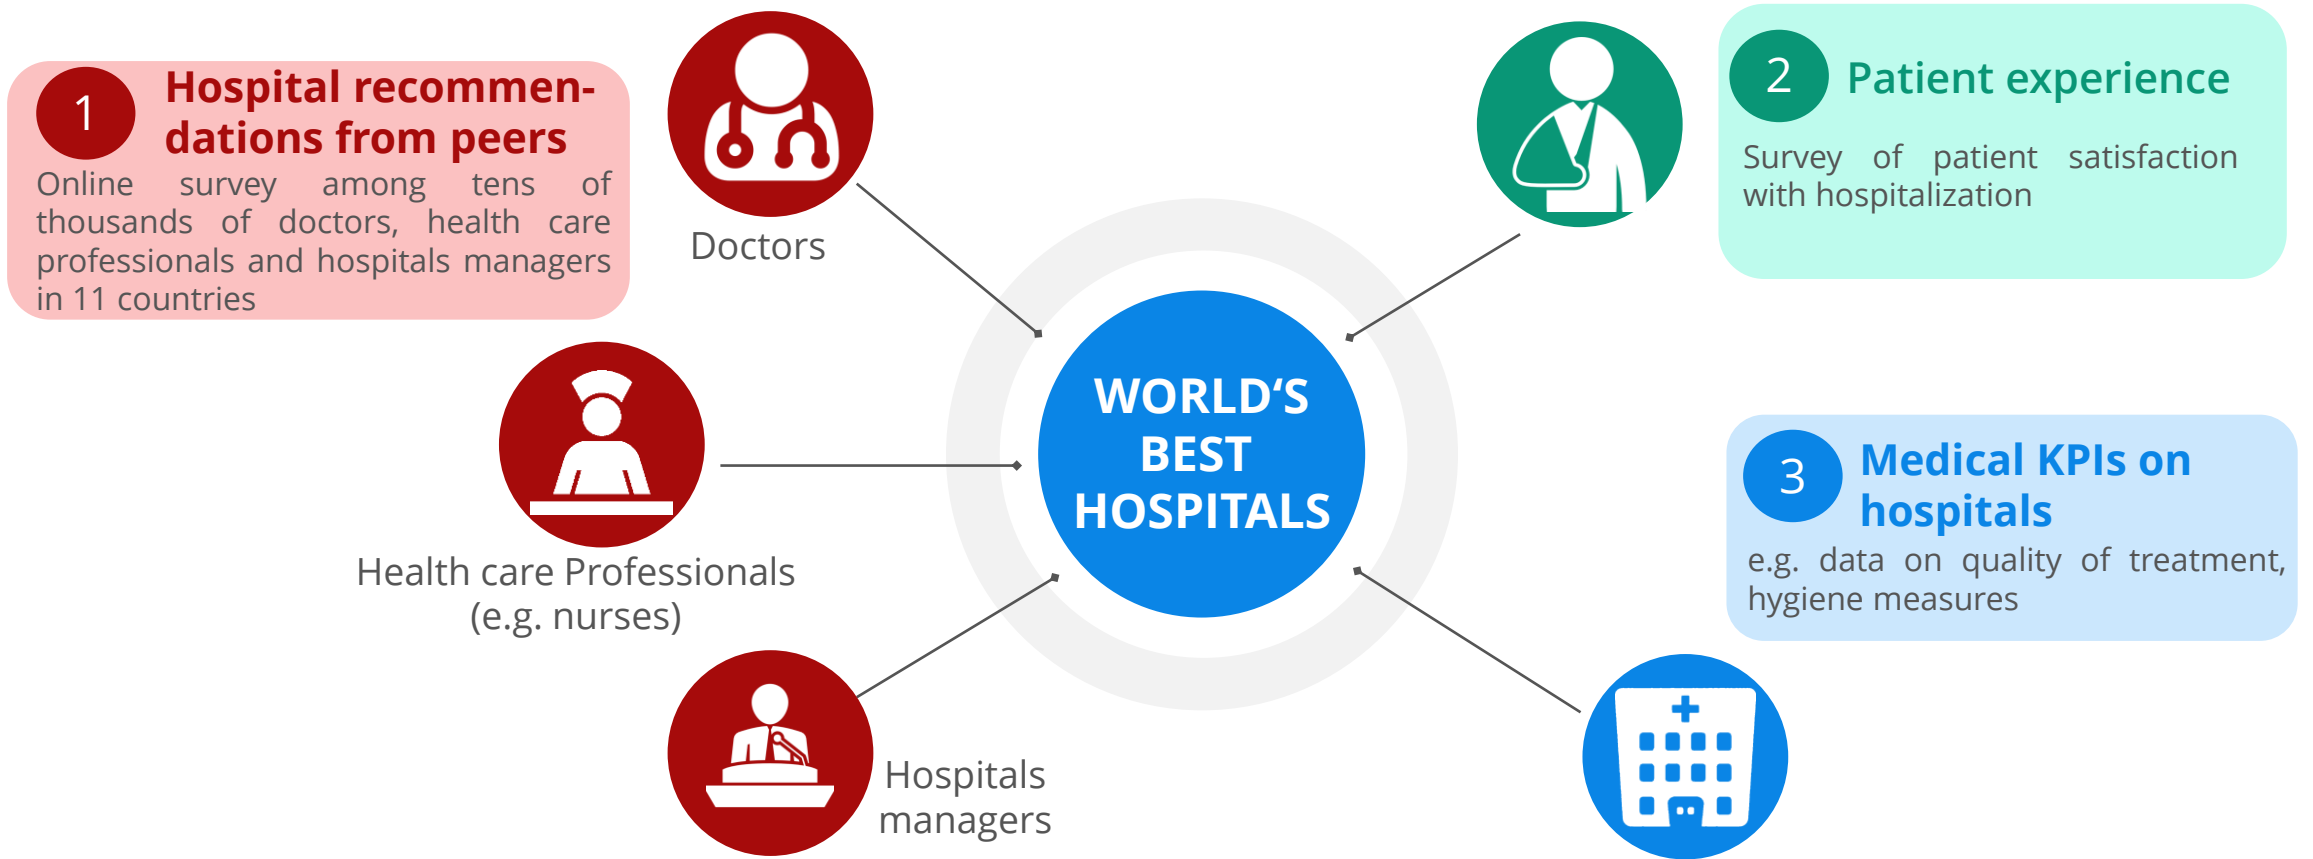 1
Hospital recommen-
dations from peers
Online survey among tens of
thousands of doctors, health care
professionals and hospitals managers
in 11 countries
Doctors
Health care Professionals
(e.g. nurses)
Hospitals
managers
WORLD‘S
BEST
HOSPITALS
2
Patient experience
Survey of patient satisfaction
with hospitalization
3
Medical KPIs on
hospitals
e.g. data on quality of treatment,
hygiene measures